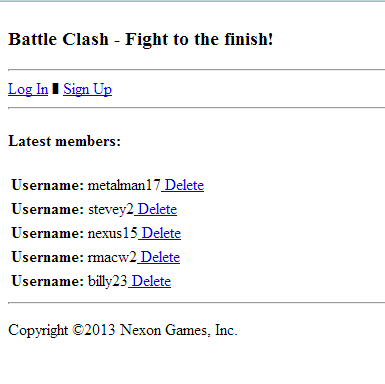 Battle Clash - Fight to the finish!
Log In ▮ Sign Up
Latest members:
Username: metalman17 Delete
Username: stevey2 Delete
Username: nexus15 Delete
Username: rmacw2 Delete
Username: billy23 Delete
Copyright ©2013 Nexon Games, Inc.